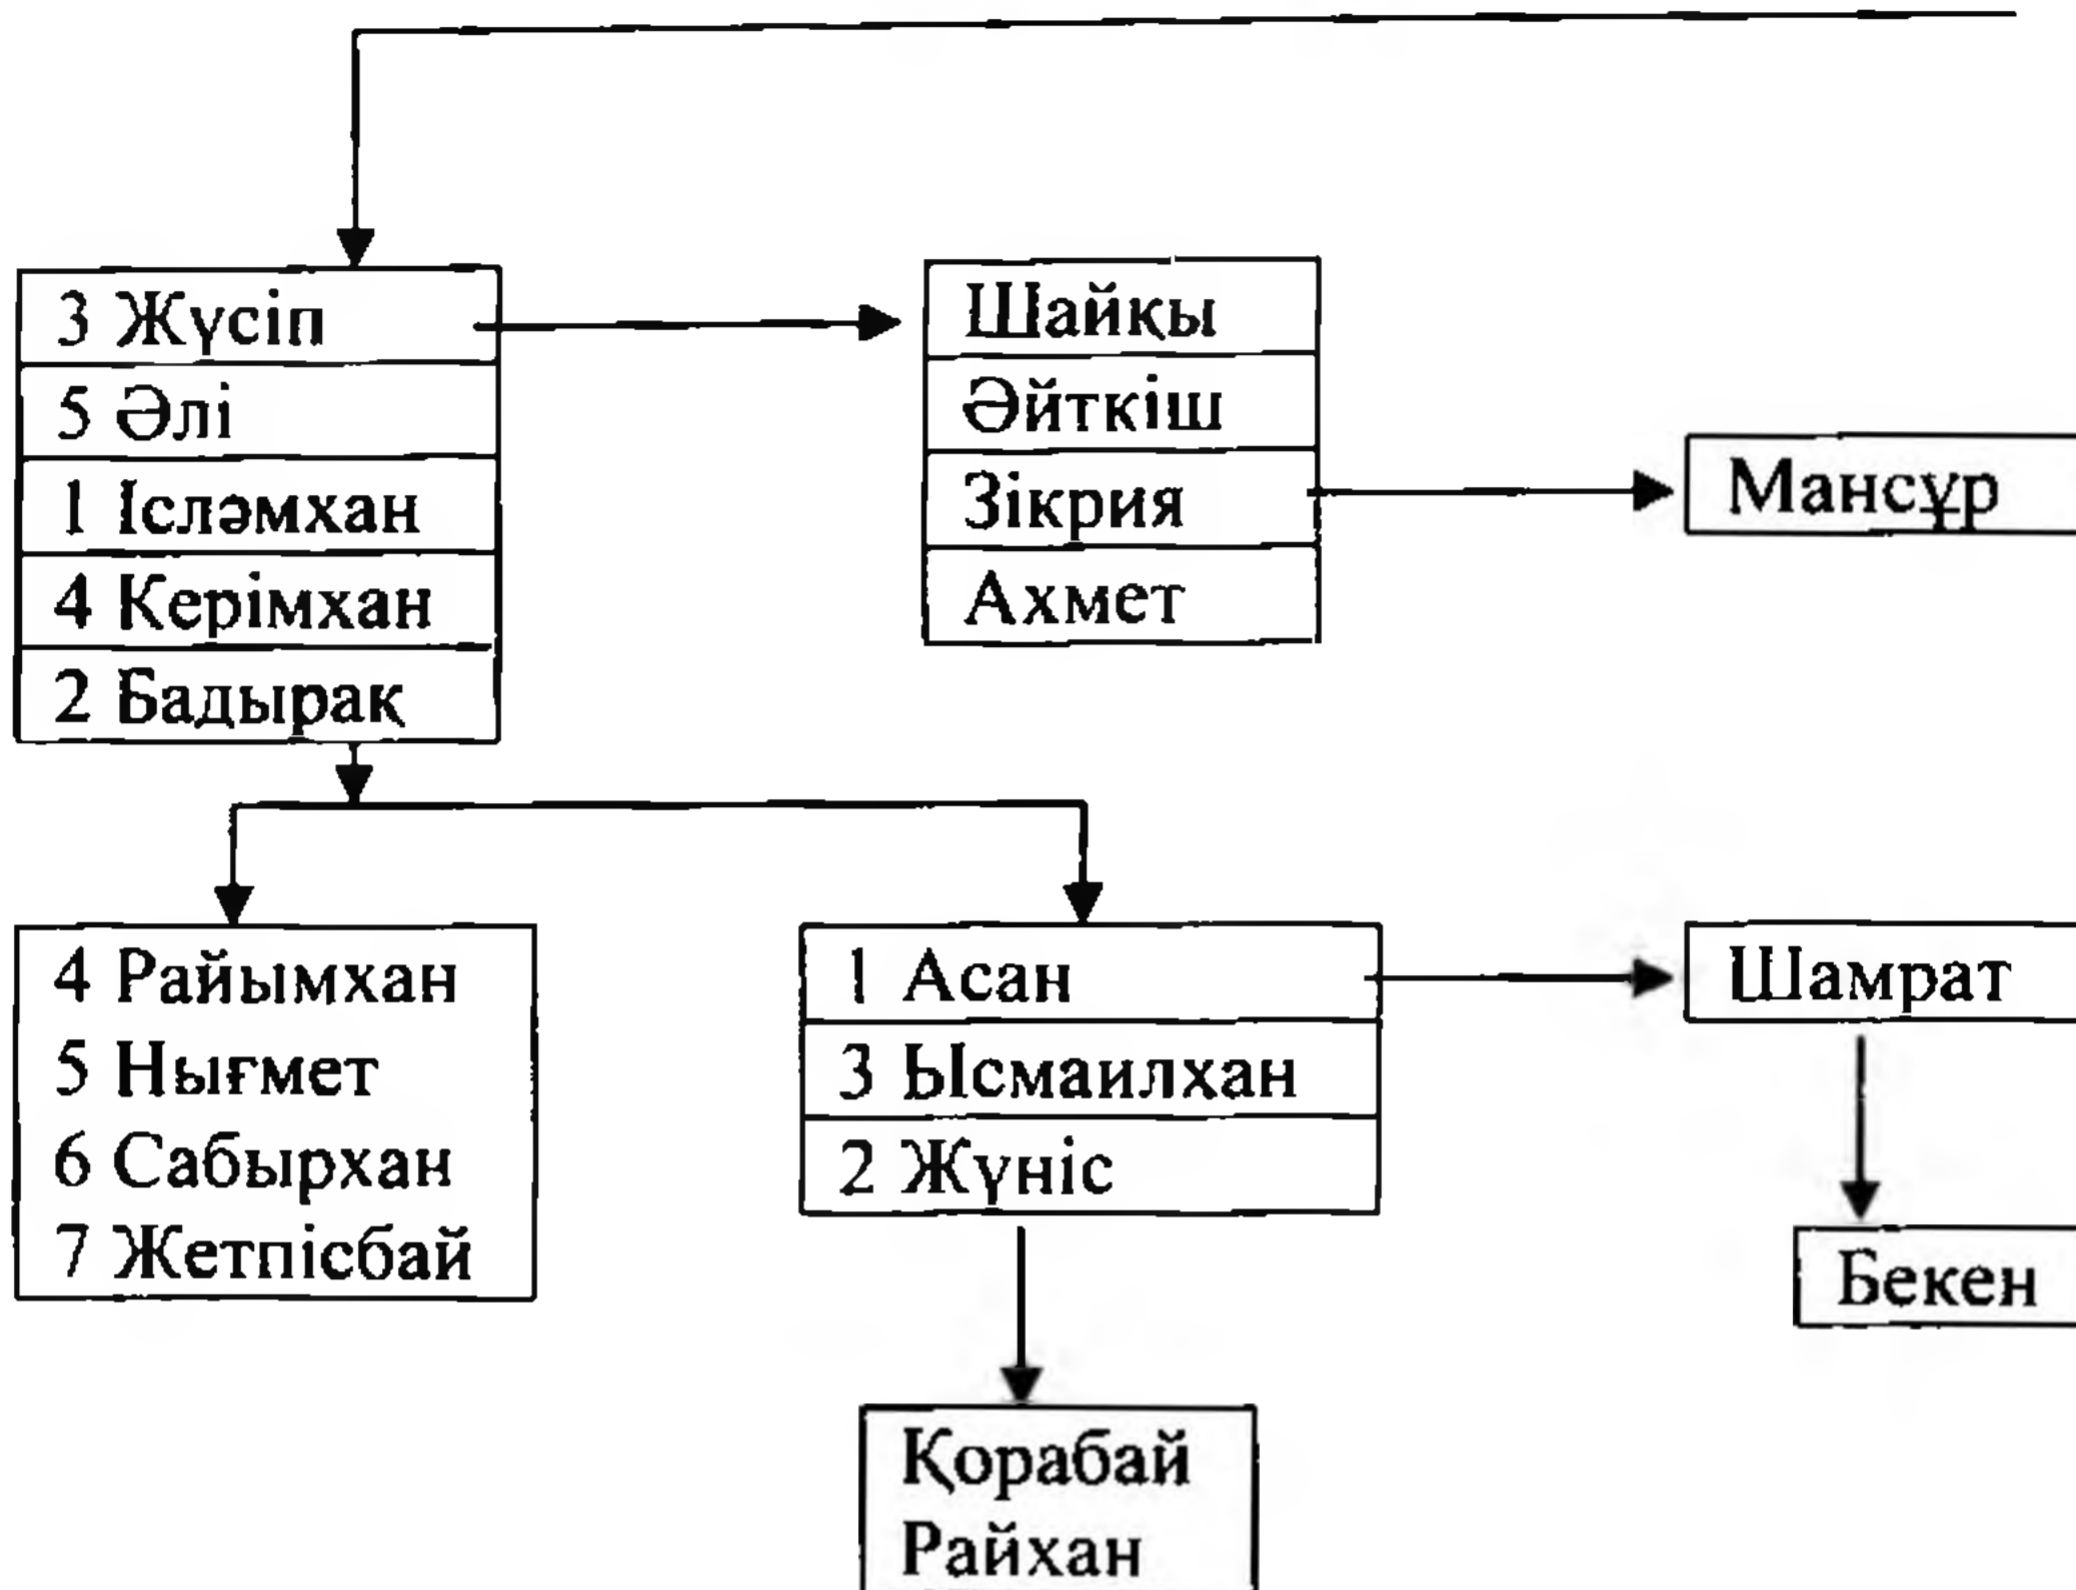 3 Жүсіп
5 Әлі
1 Ісләмхан
4 Керімхан
2 Бадырақ
Шайқы
Әйткіш
Зікрия
Ахмет
Мансұр
4 Райымхан
5 Нығмет
6 Сабырхан
7 Жетпісбай
1 Асан
3 Ысмаилхан
2 Жүніс
Шамрат
Бекен
Қорабай
Райхан